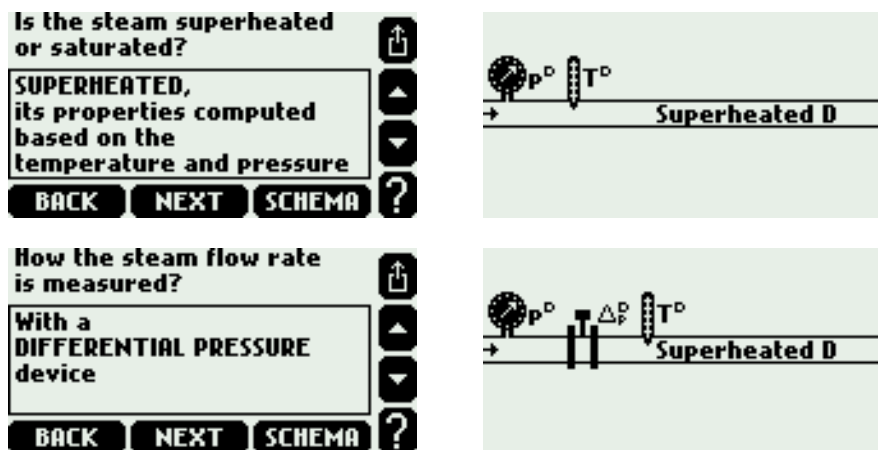 Is the steam superheated
or saturated?
SUPERHEATED,
its properties computed
based on the
temperature and pressure
BACK NEXT SCHEMA ?
pᴰ Tᴰ
Superheated D
How the steam flow rate
is measured?
With a
DIFFERENTIAL PRESSURE
device
BACK NEXT SCHEMA ?
pᴰ △ᴰp Tᴰ
Superheated D